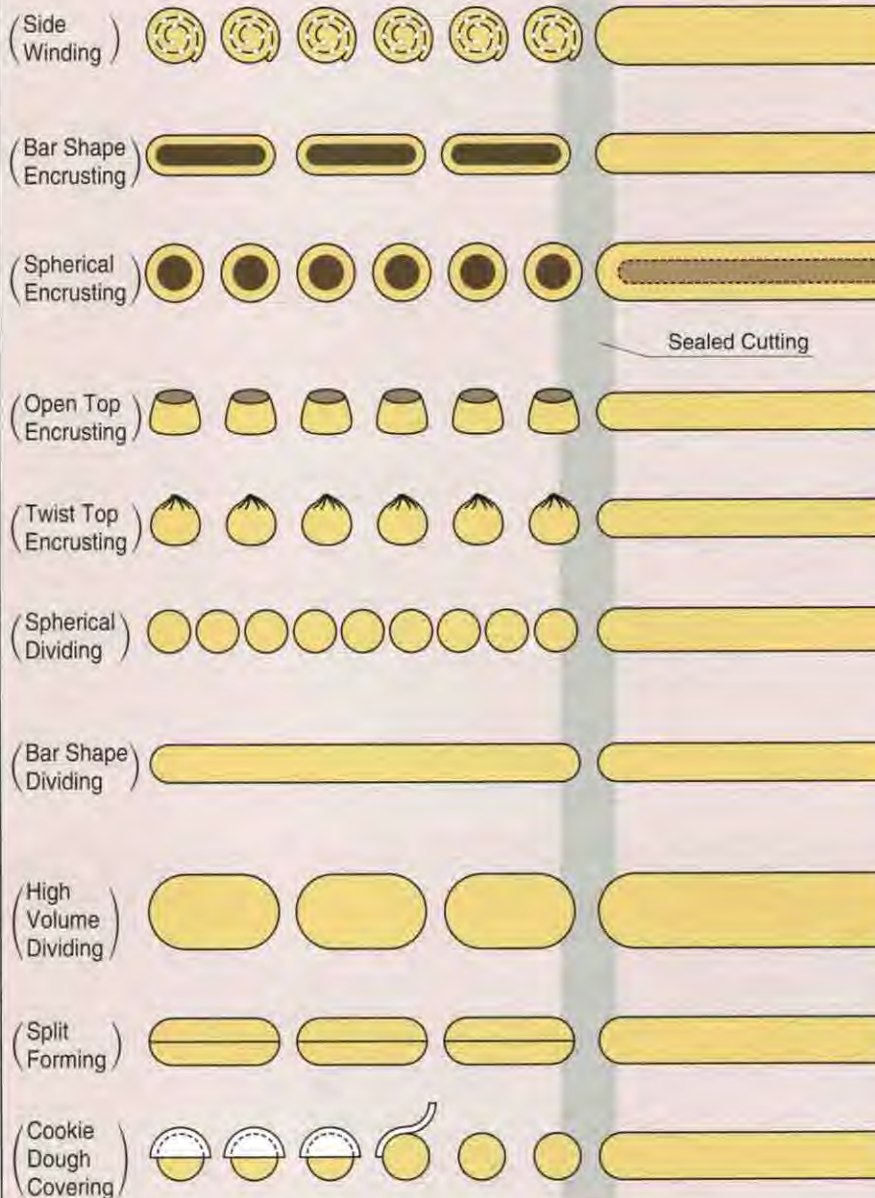 Side
Winding
Bar Shape
Encrusting
Spherical
Encrusting
Sealed Cutting
Open Top
Encrusting
Twist Top
Encrusting
Spherical
Dividing
Bar Shape
Dividing
High
Volume
Dividing
Split
Forming
Cookie
Dough
Covering